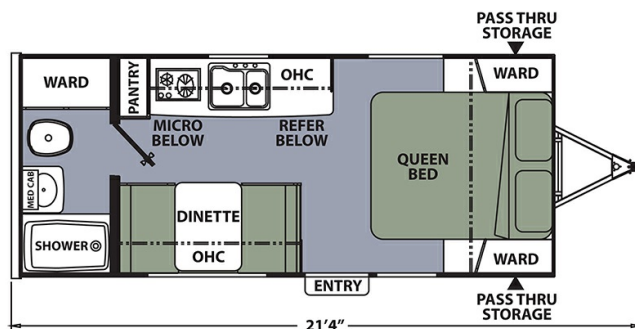 PASS THRU
STORAGE
WARD
PANTRY
OHC
WARD
MICRO
BELOW
REFER
BELOW
QUEEN
BED
MED CAB
DINETTE
SHOWER
OHC
WARD
ENTRY
PASS THRU
STORAGE
21'4"